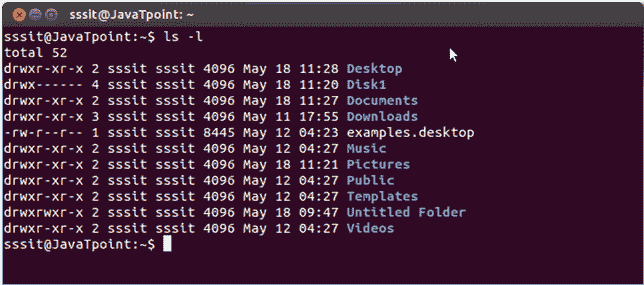 sssit@JavaTpoint: ~
sssit@JavaTpoint:~$ ls -l
total 52
drwxr-xr-x 2 sssit sssit 4096 May 18 11:28 Desktop
drwx------ 4 sssit sssit 4096 May 18 11:20 Disk1
drwxr-xr-x 2 sssit sssit 4096 May 18 11:27 Documents
drwxr-xr-x 3 sssit sssit 4096 May 11 17:55 Downloads
-rw-r--r-- 1 sssit sssit 8445 May 12 04:23 examples.desktop
drwxr-xr-x 2 sssit sssit 4096 May 12 04:27 Music
drwxr-xr-x 2 sssit sssit 4096 May 18 11:21 Pictures
drwxr-xr-x 2 sssit sssit 4096 May 12 04:27 Public
drwxr-xr-x 2 sssit sssit 4096 May 12 04:27 Templates
drwxrwxr-x 2 sssit sssit 4096 May 18 09:47 Untitled Folder
drwxr-xr-x 2 sssit sssit 4096 May 12 04:27 Videos
sssit@JavaTpoint:~$